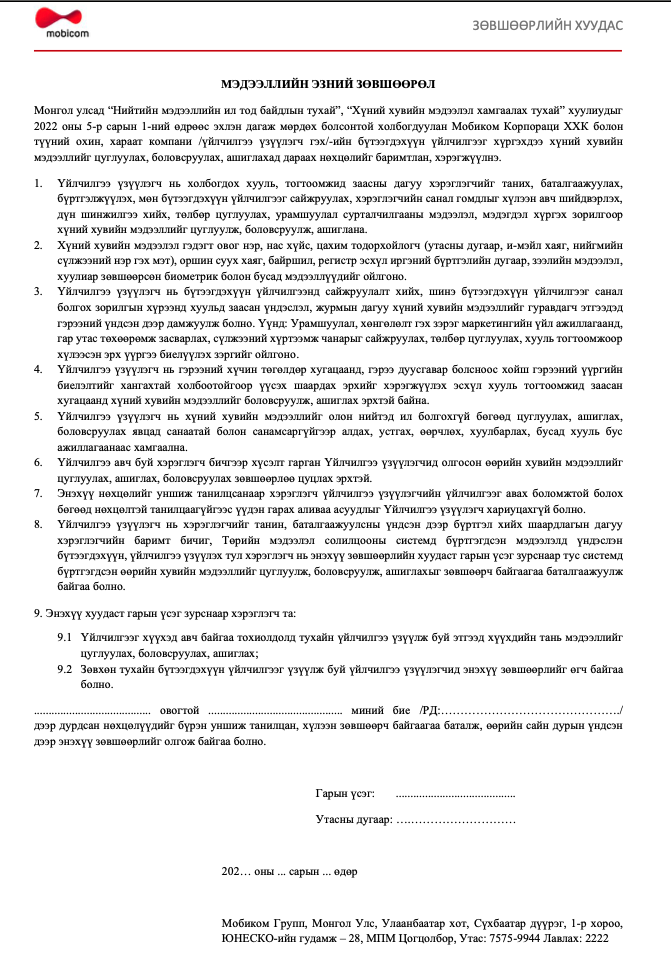 mobicom
ЗӨВШӨӨРЛИЙН ХУУДАС
МЭДЭЭЛЛИЙН ЭЗНИЙ ЗӨВШӨӨРӨЛ
Монгол улсад “Нийтийн мэдээллийн ил тод байдлын тухай”, “Хүний хувийн мэдээлэл хамгаалах тухай” хуулиудыг
2022 оны 5-р сарын 1-ний өдрөөс эхлэн дагаж мөрдөх болсонтой холбогдуулан Мобиком Корпораци ХХК болон
түүний охин, хараат компани /үйлчилгээ үзүүлэгч гэх/-ийн бүтээгдэхүүн үйлчилгээг хүргэхдээ хүний хувийн
мэдээллийг цуглуулах, боловсруулах, ашиглахад дараах нөхцөлийг баримтлан, хэрэгжүүлнэ.
1. Үйлчилгээ үзүүлэгч нь холбогдох хууль, тогтоомжид заасны дагуу хэрэглэгчийг таних, баталгаажуулах,
бүртгэлжүүлэх, мөн бүтээгдэхүүн үйлчилгээг сайжруулах, хэрэглэгчийн санал гомдлыг хүлээн авч шийдвэрлэх,
дүн шинжилгээ хийх, төлбөр цуглуулах, урамшуулал сурталчилгааны мэдээлэл, мэдэгдэл хүргэх зорилгоор
хүний хувийн мэдээллийг цуглуулж, боловсруулж, ашиглана.
2. Хүний хувийн мэдээлэл гэдэгт овог нэр, нас хүйс, цахим тодорхойлогч (утасны дугаар, и-мэйл хаяг, нийгмийн
сүлжээний нэр гэх мэт), оршин суух хаяг, байршил, регистр эсхүл иргэний бүртгэлийн дугаар, зээлийн мэдээлэл,
хуулиар зөвшөөрсөн биометрик болон бусад мэдээллүүдийг ойлгоно.
3. Үйлчилгээ үзүүлэгч нь бүтээгдэхүүн үйлчилгээнд сайжруулалт хийх, шинэ бүтээгдэхүүн үйлчилгээг санал
болгох зорилгын хүрээнд хуульд заасан үндэслэл, журмын дагуу хүний хувийн мэдээллийг гуравдагч этгээдэд
гэрээний үндсэн дээр дамжуулж болно. Үүнд: Урамшуулал, хөнгөлөлт гэх зэрэг маркетингийн үйл ажиллагаанд,
гар утас төхөөрөмж засварлах, сүлжээний хүртээмж чанарыг сайжруулах, төлбөр цуглуулах, хууль тогтоомжоор
хүлээсэн эрх үүргээ биелүүлэх зэргийг ойлгоно.
4. Үйлчилгээ үзүүлэгч нь гэрээний хүчин төгөлдөр хугацаанд, гэрээ дуусгавар болсноос хойш гэрээний үүргийн
биелэлтийг хангахтай холбоотойгоор үүсэх шаардах эрхийг хэрэгжүүлэх эсхүл хууль тогтоомжид заасан
хугацаанд хүний хувийн мэдээллийг боловсруулах, ашиглах эрхтэй байна.
5. Үйлчилгээ үзүүлэгч нь хүний хувийн мэдээллийг олон нийтэд ил болгохгүй бөгөөд цуглуулах, ашиглах,
боловсруулах явцад санаатай болон санамсаргүйгээр алдах, устгах, өөрчлөх, хуулбарлах, бусад хууль бус
ажиллагаанаас хамгаална.
6. Үйлчилгээ авч буй хэрэглэгч бичгээр хүсэлт гарган Үйлчилгээ үзүүлэгчид олгосон өөрийн хувийн мэдээллийг
цуглуулах, ашиглах, боловсруулах зөвшөөрлөө цуцлах эрхтэй.
7. Энэхүү нөхцөлийг уншиж танилцсанаар хэрэглэгч үйлчилгээ үзүүлэгчийн үйлчилгээг авах боломжтой болох
бөгөөд нөхцөлтэй танилцаагүйгээс үүдэн гарах аливаа асуудлыг Үйлчилгээ үзүүлэгч хариуцахгүй болно.
8. Үйлчилгээ үзүүлэгч нь хэрэглэгчийг танин, баталгаажуулсны үндсэн дээр бүртгэл хийх шаардлагын дагуу
хэрэглэгчийн баримт бичиг, Төрийн мэдээлэл солилцооны системд бүртгэгдсэн мэдээлэлд үндэслэн
бүтээгдэхүүн, үйлчилгээ үзүүлэх тул хэрэглэгч нь энэхүү зөвшөөрлийн хуудаст гарын үсэг зурснаар тус системд
бүртгэгдсэн өөрийн хувийн мэдээллийг цуглуулж, боловсруулж, ашиглахыг зөвшөөрч байгаагаа баталгаажуулж
байгаа болно.
9. Энэхүү хуудаст гарын үсэг зурснаар хэрэглэгч та:
9.1 Үйлчилгээг хүүхэд авч байгаа тохиолдолд тухайн үйлчилгээ үзүүлж буй этгээд хүүхдийн тань мэдээллийг
цуглуулах, боловсруулах, ашиглах;
9.2 Зөвхөн тухайн бүтээгдэхүүн үйлчилгээг үзүүлж буй үйлчилгээ үзүүлэгчид энэхүү зөвшөөрлийг өгч байгаа
болно.
........................................ овогтой .............................................. миний бие /РД:…………………………………………./
дээр дурдсан нөхцөлүүдийг бүрэн уншиж танилцан, хүлээн зөвшөөрч байгаагаа баталж, өөрийн сайн дурын үндсэн
дээр энэхүү зөвшөөрлийг олгож байгаа болно.
Гарын үсэг: .........................................
Утасны дугаар: …………………………
202… оны ... сарын ... өдөр
Мобиком Групп, Монгол Улс, Улаанбаатар хот, Сүхбаатар дүүрэг, 1-р хороо,
ЮНЕСКО-ийн гудамж – 28, МПМ Цогцолбор, Утас: 7575-9944 Лавлах: 2222